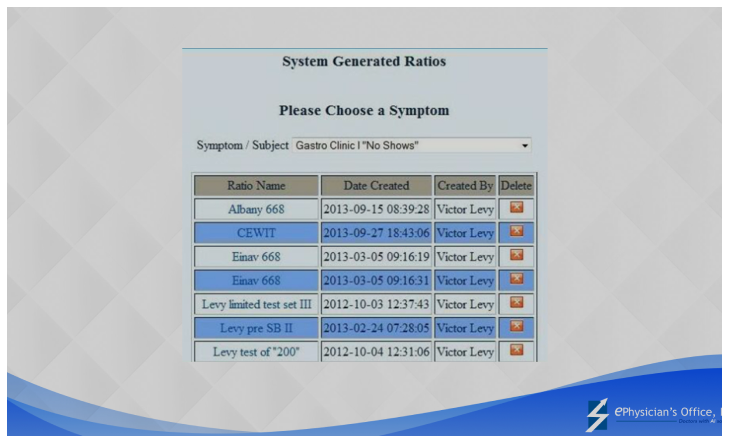 System Generated Ratios
Please Choose a Symptom
Symptom / Subject Gastro Clinic I "No Shows"
Ratio Name Date Created Created By Delete
Albany 668 2013-09-15 08:39:28 Victor Levy
CEWIT 2013-09-27 18:43:06 Victor Levy
Einav 668 2013-03-05 09:16:19 Victor Levy
Einav 668 2013-03-05 09:16:31 Victor Levy
Levy limited test set III 2012-10-03 12:37:43 Victor Levy
Levy pre SB II 2013-02-24 07:28:05 Victor Levy
Levy test of "200" 2012-10-04 12:31:06 Victor Levy
ePhysician's Office,